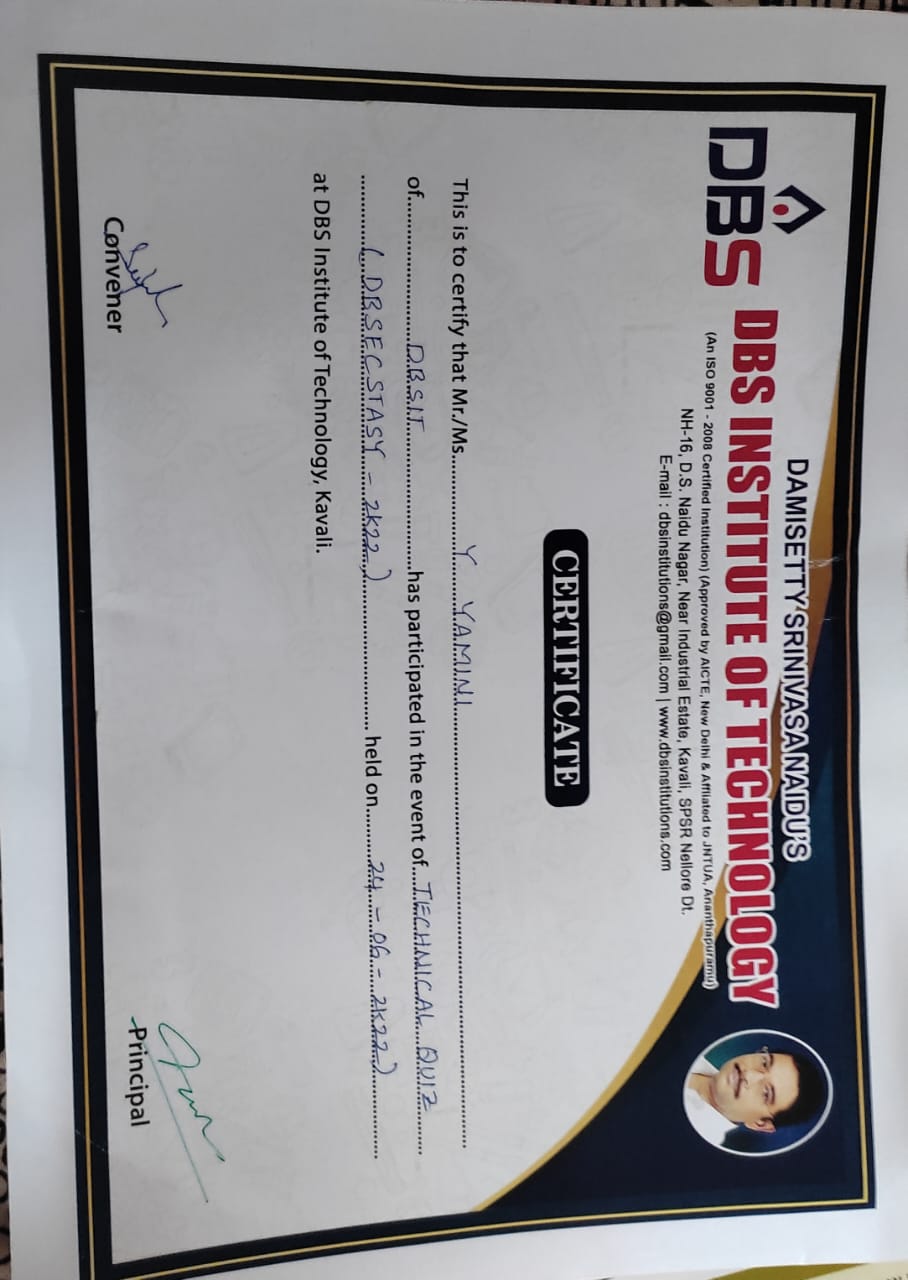 DBS
DAMISETTY SRINIVASA NAIDU'S
DBS INSTITUTE OF TECHNOLOGY
(An ISO 9001 - 2008 Certified Institution) (Approved by AICTE, New Delhi & Affliated to JNTUA, Ananthapuramu)
NH-16, D.S. Naidu Nagar, Near Industrial Estate, Kavali, SPSR Nellore Dt.
E-mail : dbsinstitutions@gmail.com | www.dbsinstitutions.com
CERTIFICATE
This is to certify that Mr./Ms. Y YAMINI
of DBSIT has participated in the event of TECHNICAL QUIZ
(DBSECSTASY - 2K22) held on 24 - 06 - 2K22)
at DBS Institute of Technology, Kavali.
Convener
Principal